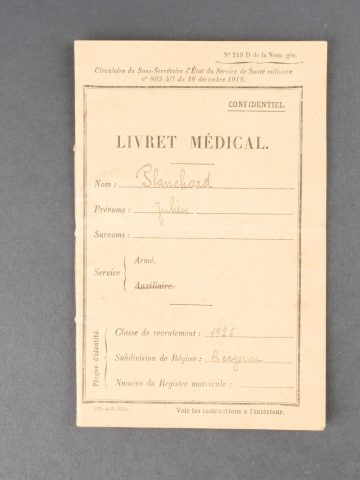 N° 210 B de la Nom. gén.
Circulaire du Sous-Secrétaire d'État du Service de Santé militaire
n° 805 4/7 du 16 décembre 1918.
CONFIDENTIEL.
LIVRET MÉDICAL.
Nom : Blanchard
Prénoms : Julien
Surnoms :
Service
Armé.
Auxiliaire.
Plaque d'identité
Classe de recrutement : 1923
Subdivision de Région : Bergerac
Numéro du Registre matricule :
Voir les instructions à l'intérieur.